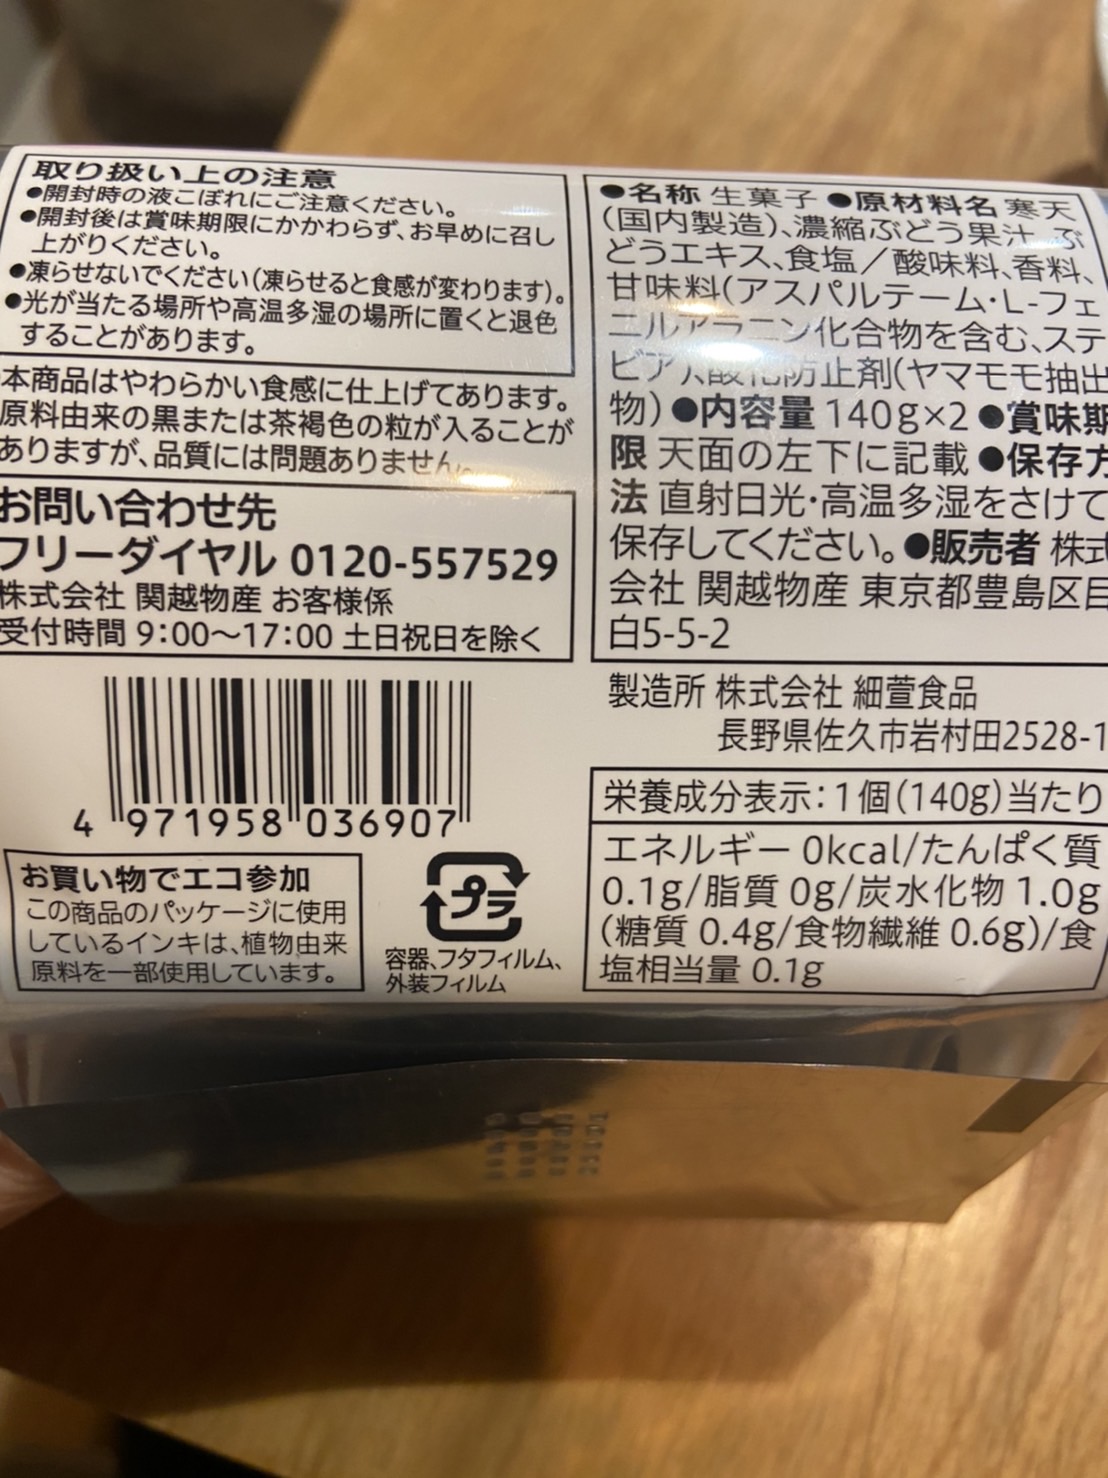 取り扱い上の注意
●開封時の液こぼれにご注意ください。
●開封後は賞味期限にかかわらず、お早めに召し
上がりください。
●凍らせないでください(凍らせると食感が変わります)。
●光が当たる場所や高温多湿の場所に置くと退色
することがあります。
本商品はやわらかい食感に仕上げてあります。
原料由来の黒または茶褐色の粒が入ることが
ありますが、品質には問題ありません。
お問い合わせ先
フリーダイヤル 0120-557529
株式会社 関越物産 お客様係
受付時間 9:00〜17:00 土日祝日を除く
4 971958 036907
お買い物でエコ参加
この商品のパッケージに使用
しているインキは、植物由来
原料を一部使用しています。
プラ
容器、フタフィルム、
外装フィルム
●名称 生菓子 ●原材料名 寒天
(国内製造)、濃縮ぶどう果汁、ぶ
どうエキス、食塩/酸味料、香料、
甘味料(アスパルテーム・L-フェ
ニルアラニン化合物を含む、ステ
ビア)、酸化防止剤(ヤマモモ抽出
物) ●内容量 140g×2 ●賞味期
限 天面の左下に記載 ●保存方
法 直射日光・高温多湿をさけて
保存してください。●販売者 株式
会社 関越物産 東京都豊島区目
白5-5-2
製造所 株式会社 細萱食品
長野県佐久市岩村田2528-1
栄養成分表示:1個(140g)当たり
エネルギー 0kcal/たんぱく質
0.1g/脂質 0g/炭水化物 1.0g
(糖質 0.4g/食物繊維 0.6g)/食
塩相当量 0.1g